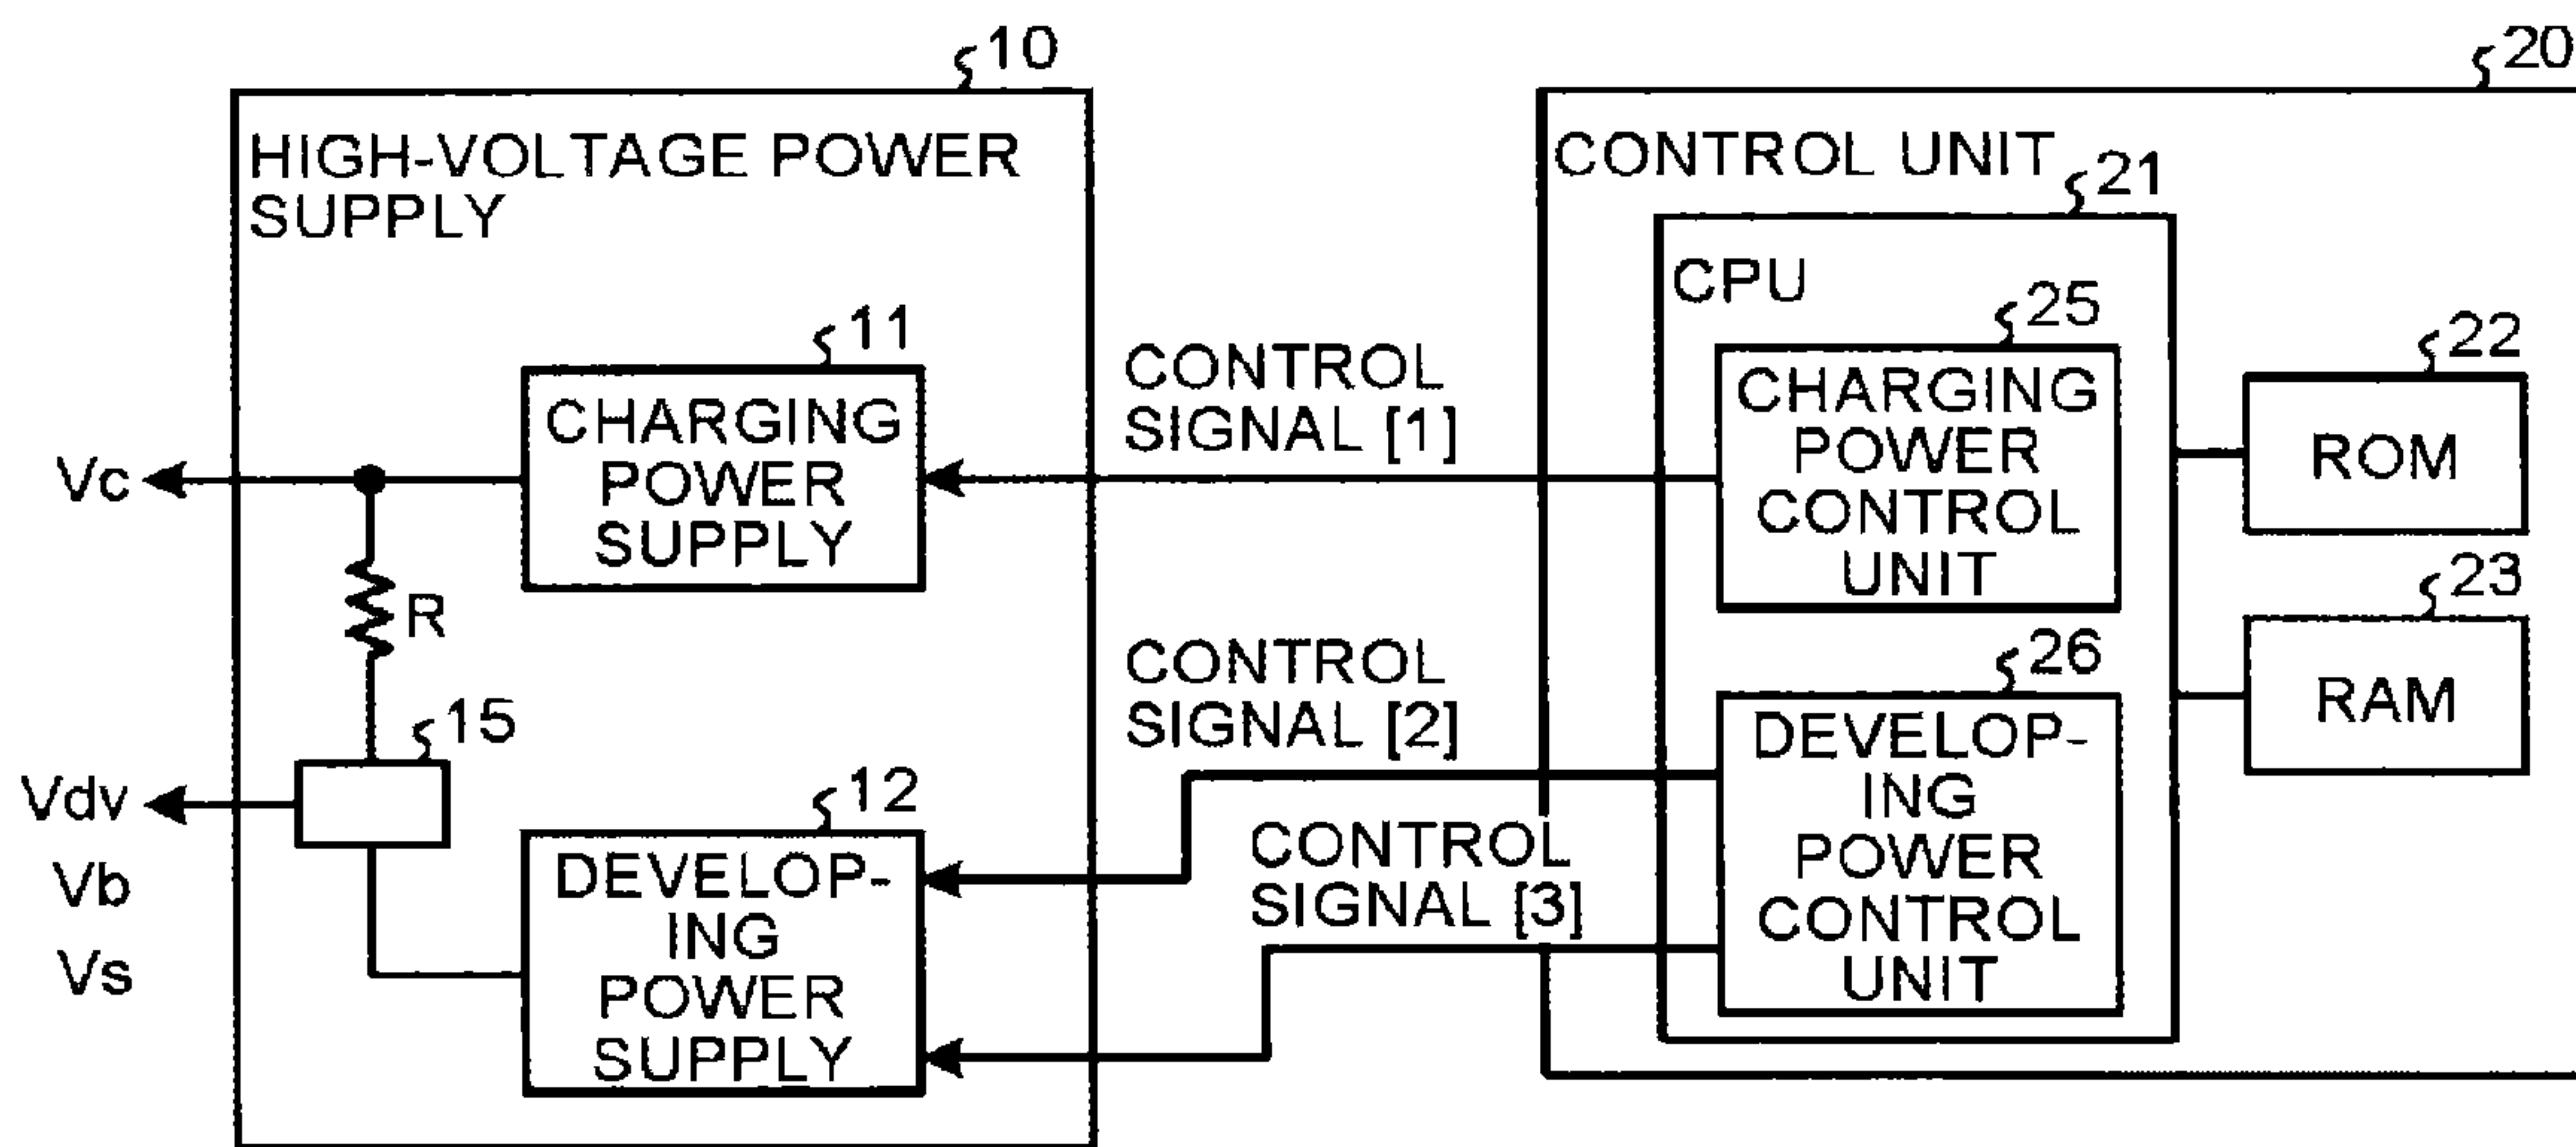 10
20
HIGH-VOLTAGE POWER
SUPPLY
CONTROL UNIT
21
CPU
11
CHARGING
POWER
SUPPLY
CONTROL
SIGNAL [1]
25
CHARGING
POWER
CONTROL
UNIT
22
ROM
Vc
R
23
RAM
CONTROL
SIGNAL [2]
26
DEVELOP-
ING
POWER
CONTROL
UNIT
15
Vdv
Vb
Vs
12
DEVELOP-
ING
POWER
SUPPLY
CONTROL
SIGNAL [3]